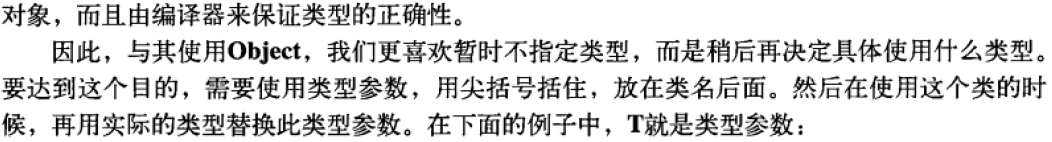 对象，而且由编译器来保证类型的正确性。
因此，与其使用Object，我们更喜欢暂时不指定类型，而是稍后再决定具体使用什么类型。
要达到这个目的，需要使用类型参数，用尖括号括住，放在类名后面。然后在使用这个类的时
候，再用实际的类型替换此类型参数。在下面的例子中，T就是类型参数：